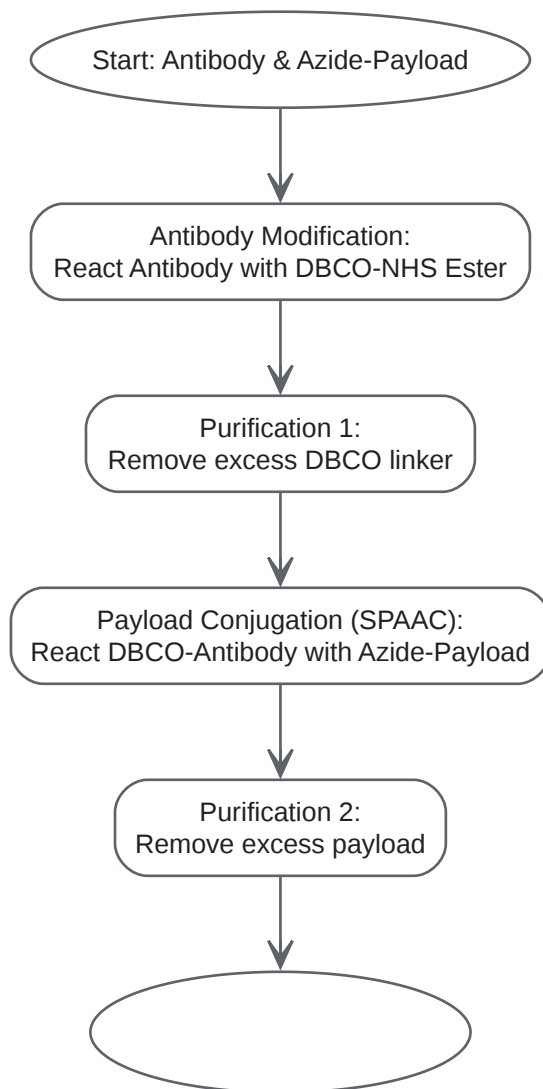 Start: Antibody & Azide-Payload
Antibody Modification:
React Antibody with DBCO-NHS Ester
Purification 1:
Remove excess DBCO linker
Payload Conjugation (SPAAC):
React DBCO-Antibody with Azide-Payload
Purification 2:
Remove excess payload